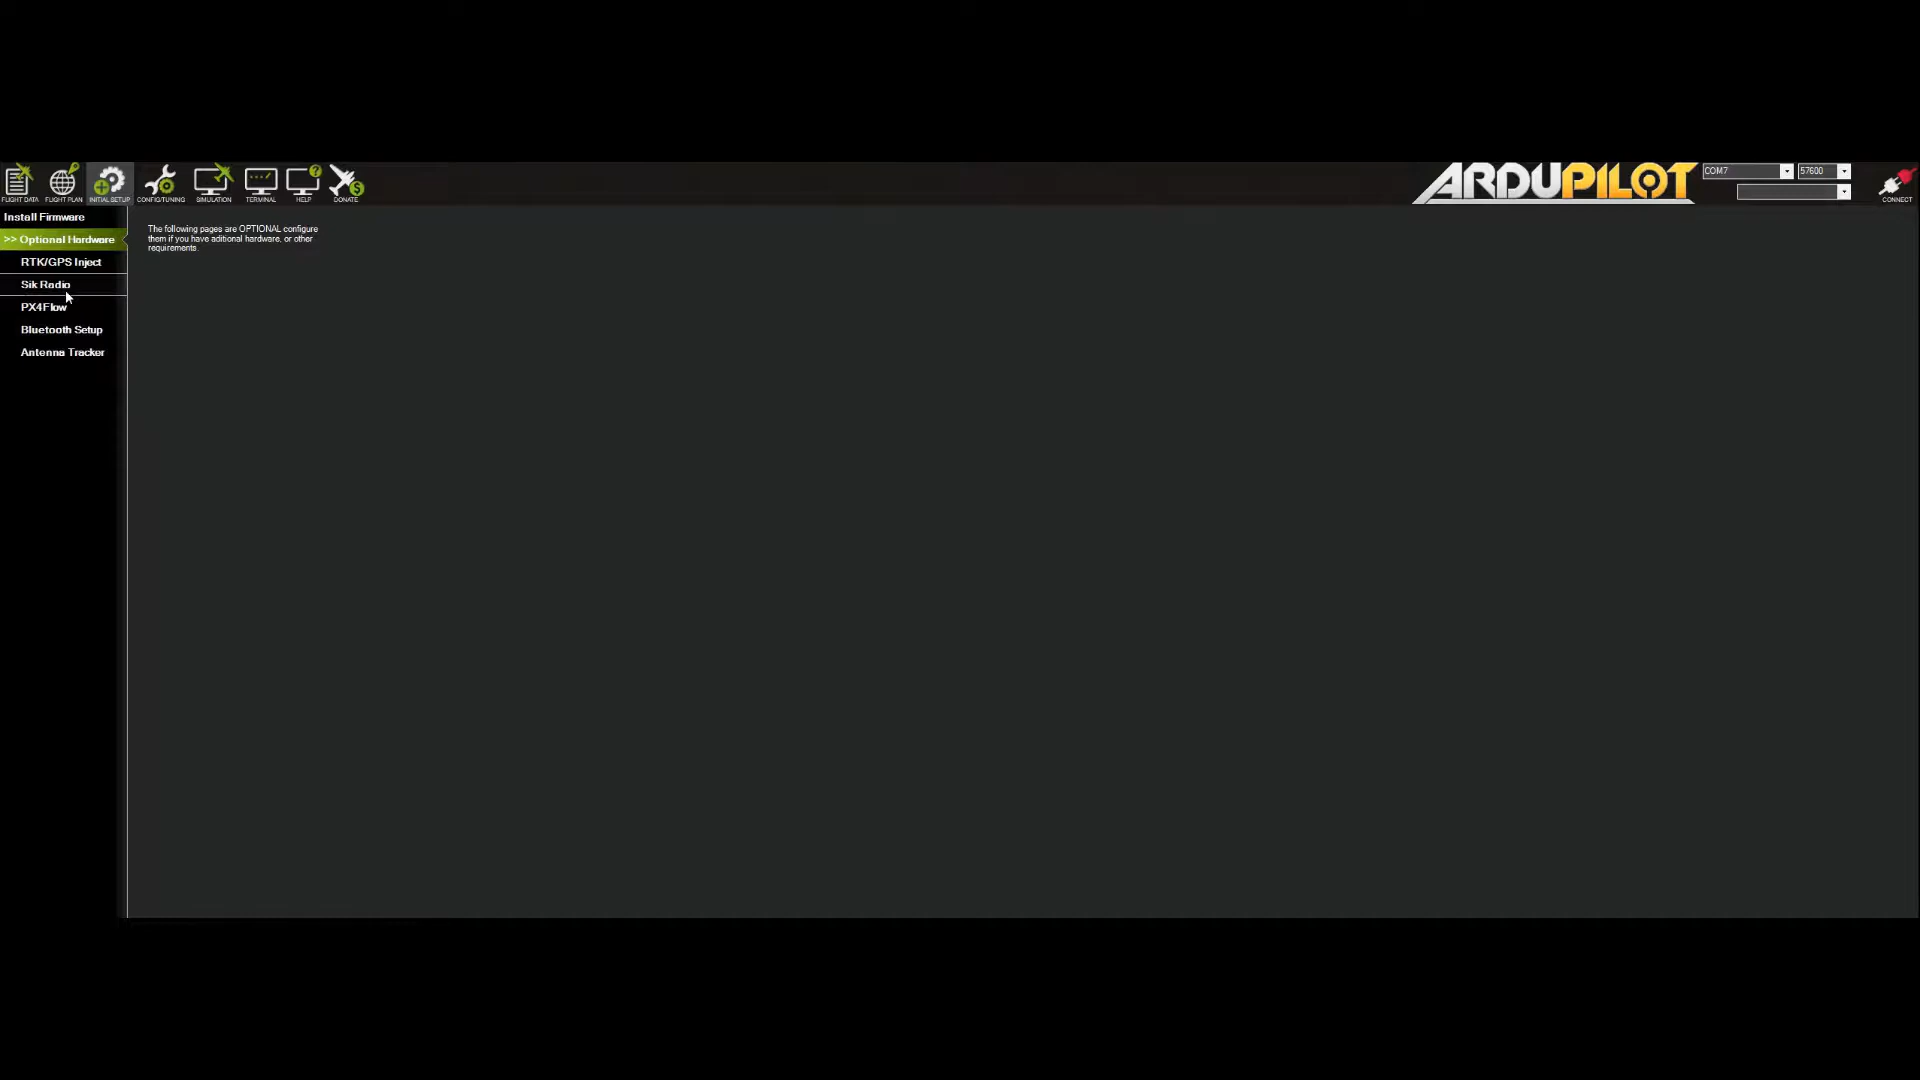 FLIGHT DATA
FLIGHT PLAN
INITIAL SETUP
CONFIG/TUNING
SIMULATION
TERMINAL
HELP
DONATE
ARDUPILOT
COM7
57600
CONNECT
Install Firmware
>> Optional Hardware
RTK/GPS Inject
Sik Radio
PX4Flow
Bluetooth Setup
Antenna Tracker
The following pages are OPTIONAL configure
them if you have aditional hardware, or other
requirements.